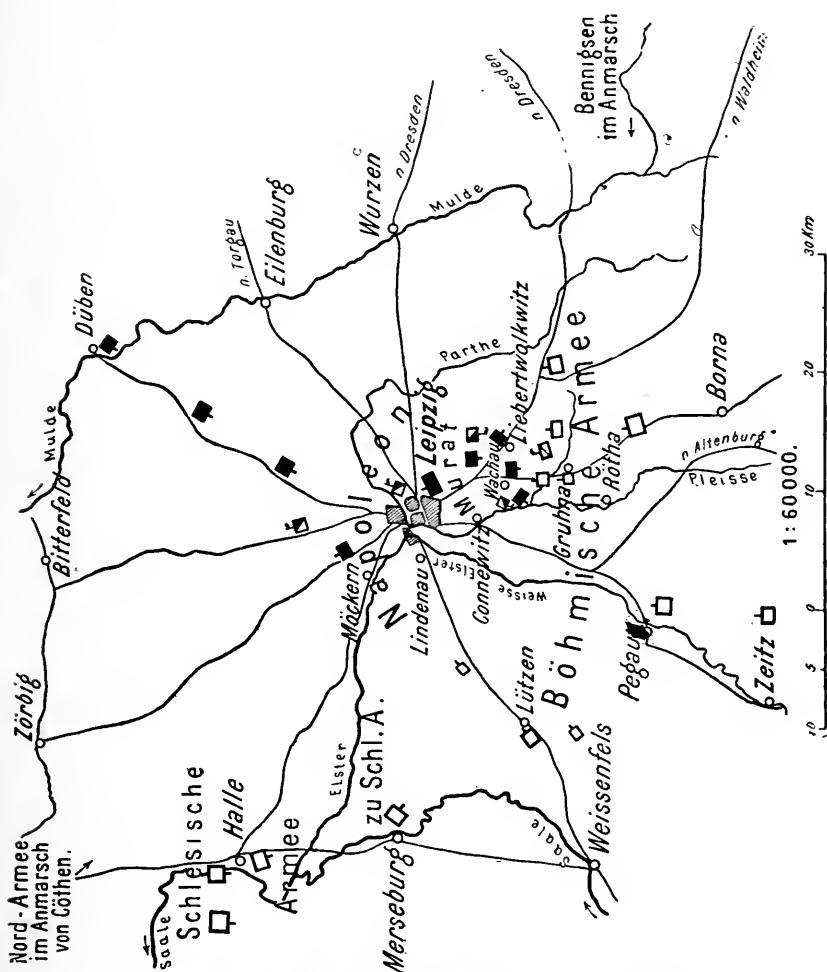 Nord-Armee
im Anmarsch
von Cöthen.
Zörbig
Bitterfeld
Mulde
Düben
n. Torgau
Eilenburg
Wurzen
n Dresden
Mulde
n Dresden
Bennigsen
im Anmarsch
n Waldheim
Saale
Schlesische
Armee
Halle
Elster
zu Schl. A.
Merseburg
Saale
Weissenfels
Lützen
Lindenau
Möckern
Napoleon
Leipzig
Murat
Parthe
Liebertwolkwitz
Wachau
Connewitz
Weisse Elster
Gruhna
Rötha
Böhmische Armee
Borna
n Altenburg
Pleisse
Pegau
Zeitz
1:60000.
10 5 0 10 20 30 Km